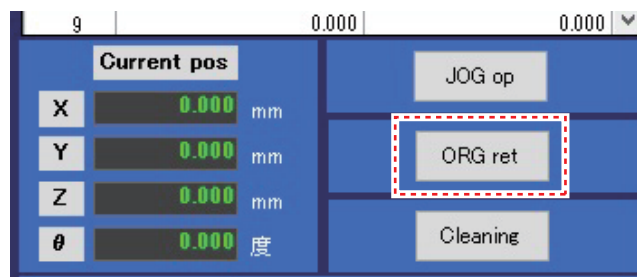 9 0.000 0.000
Current pos
X 0.000 mm
Y 0.000 mm
Z 0.000 mm
θ 0.000 度
JOG op
ORG ret
Cleaning